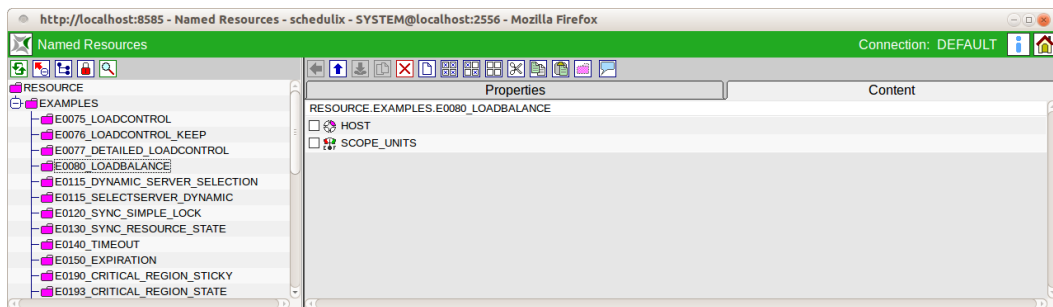 http://localhost:8585 - Named Resources - schedulix - SYSTEM@localhost:2556 - Mozilla Firefox
Named Resources
Connection: DEFAULT
RESOURCE
EXAMPLES
E0075_LOADCONTROL
E0076_LOADCONTROL_KEEP
E0077_DETAILED_LOADCONTROL
E0080_LOADBALANCE
E0115_DYNAMIC_SERVER_SELECTION
E0115_SELECTSERVER_DYNAMIC
E0120_SYNC_SIMPLE_LOCK
E0130_SYNC_RESOURCE_STATE
E0140_TIMEOUT
E0150_EXPIRATION
E0190_CRITICAL_REGION_STICKY
E0193_CRITICAL_REGION_STATE
Properties
Content
RESOURCE.EXAMPLES.E0080_LOADBALANCE
HOST
SCOPE_UNITS